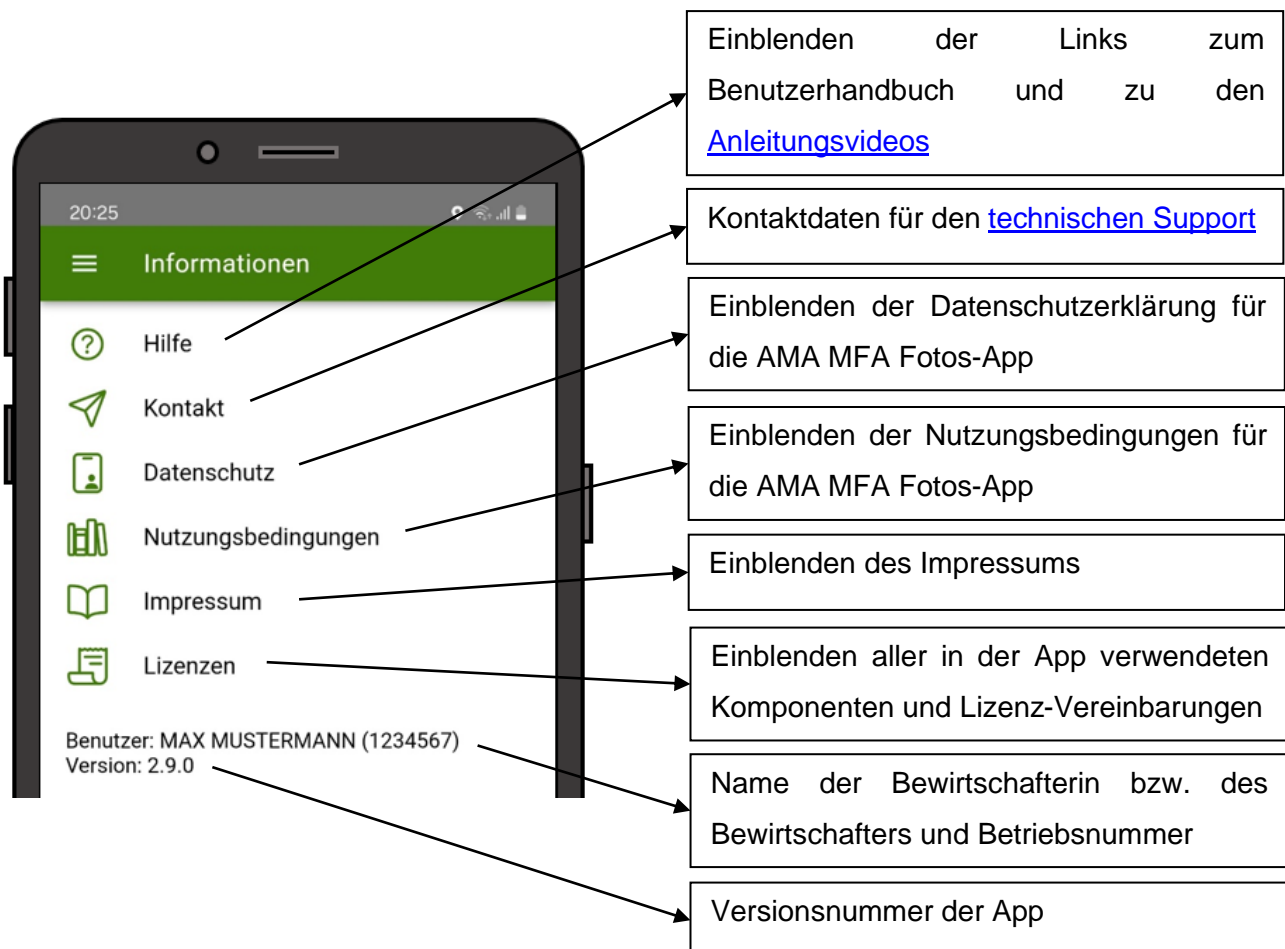 Einblenden der Links zum
Benutzerhandbuch und zu den
Anleitungsvideos
20:25
Informationen
Kontaktdaten für den technischen Support
Hilfe
Einblenden der Datenschutzerklärung für
die AMA MFA Fotos-App
Kontakt
Datenschutz
Einblenden der Nutzungsbedingungen für
die AMA MFA Fotos-App
Nutzungsbedingungen
Einblenden des Impressums
Impressum
Einblenden aller in der App verwendeten
Komponenten und Lizenz-Vereinbarungen
Lizenzen
Benutzer: MAX MUSTERMANN (1234567)
Version: 2.9.0
Name der Bewirtschafterin bzw. des
Bewirtschafters und Betriebsnummer
Versionsnummer der App